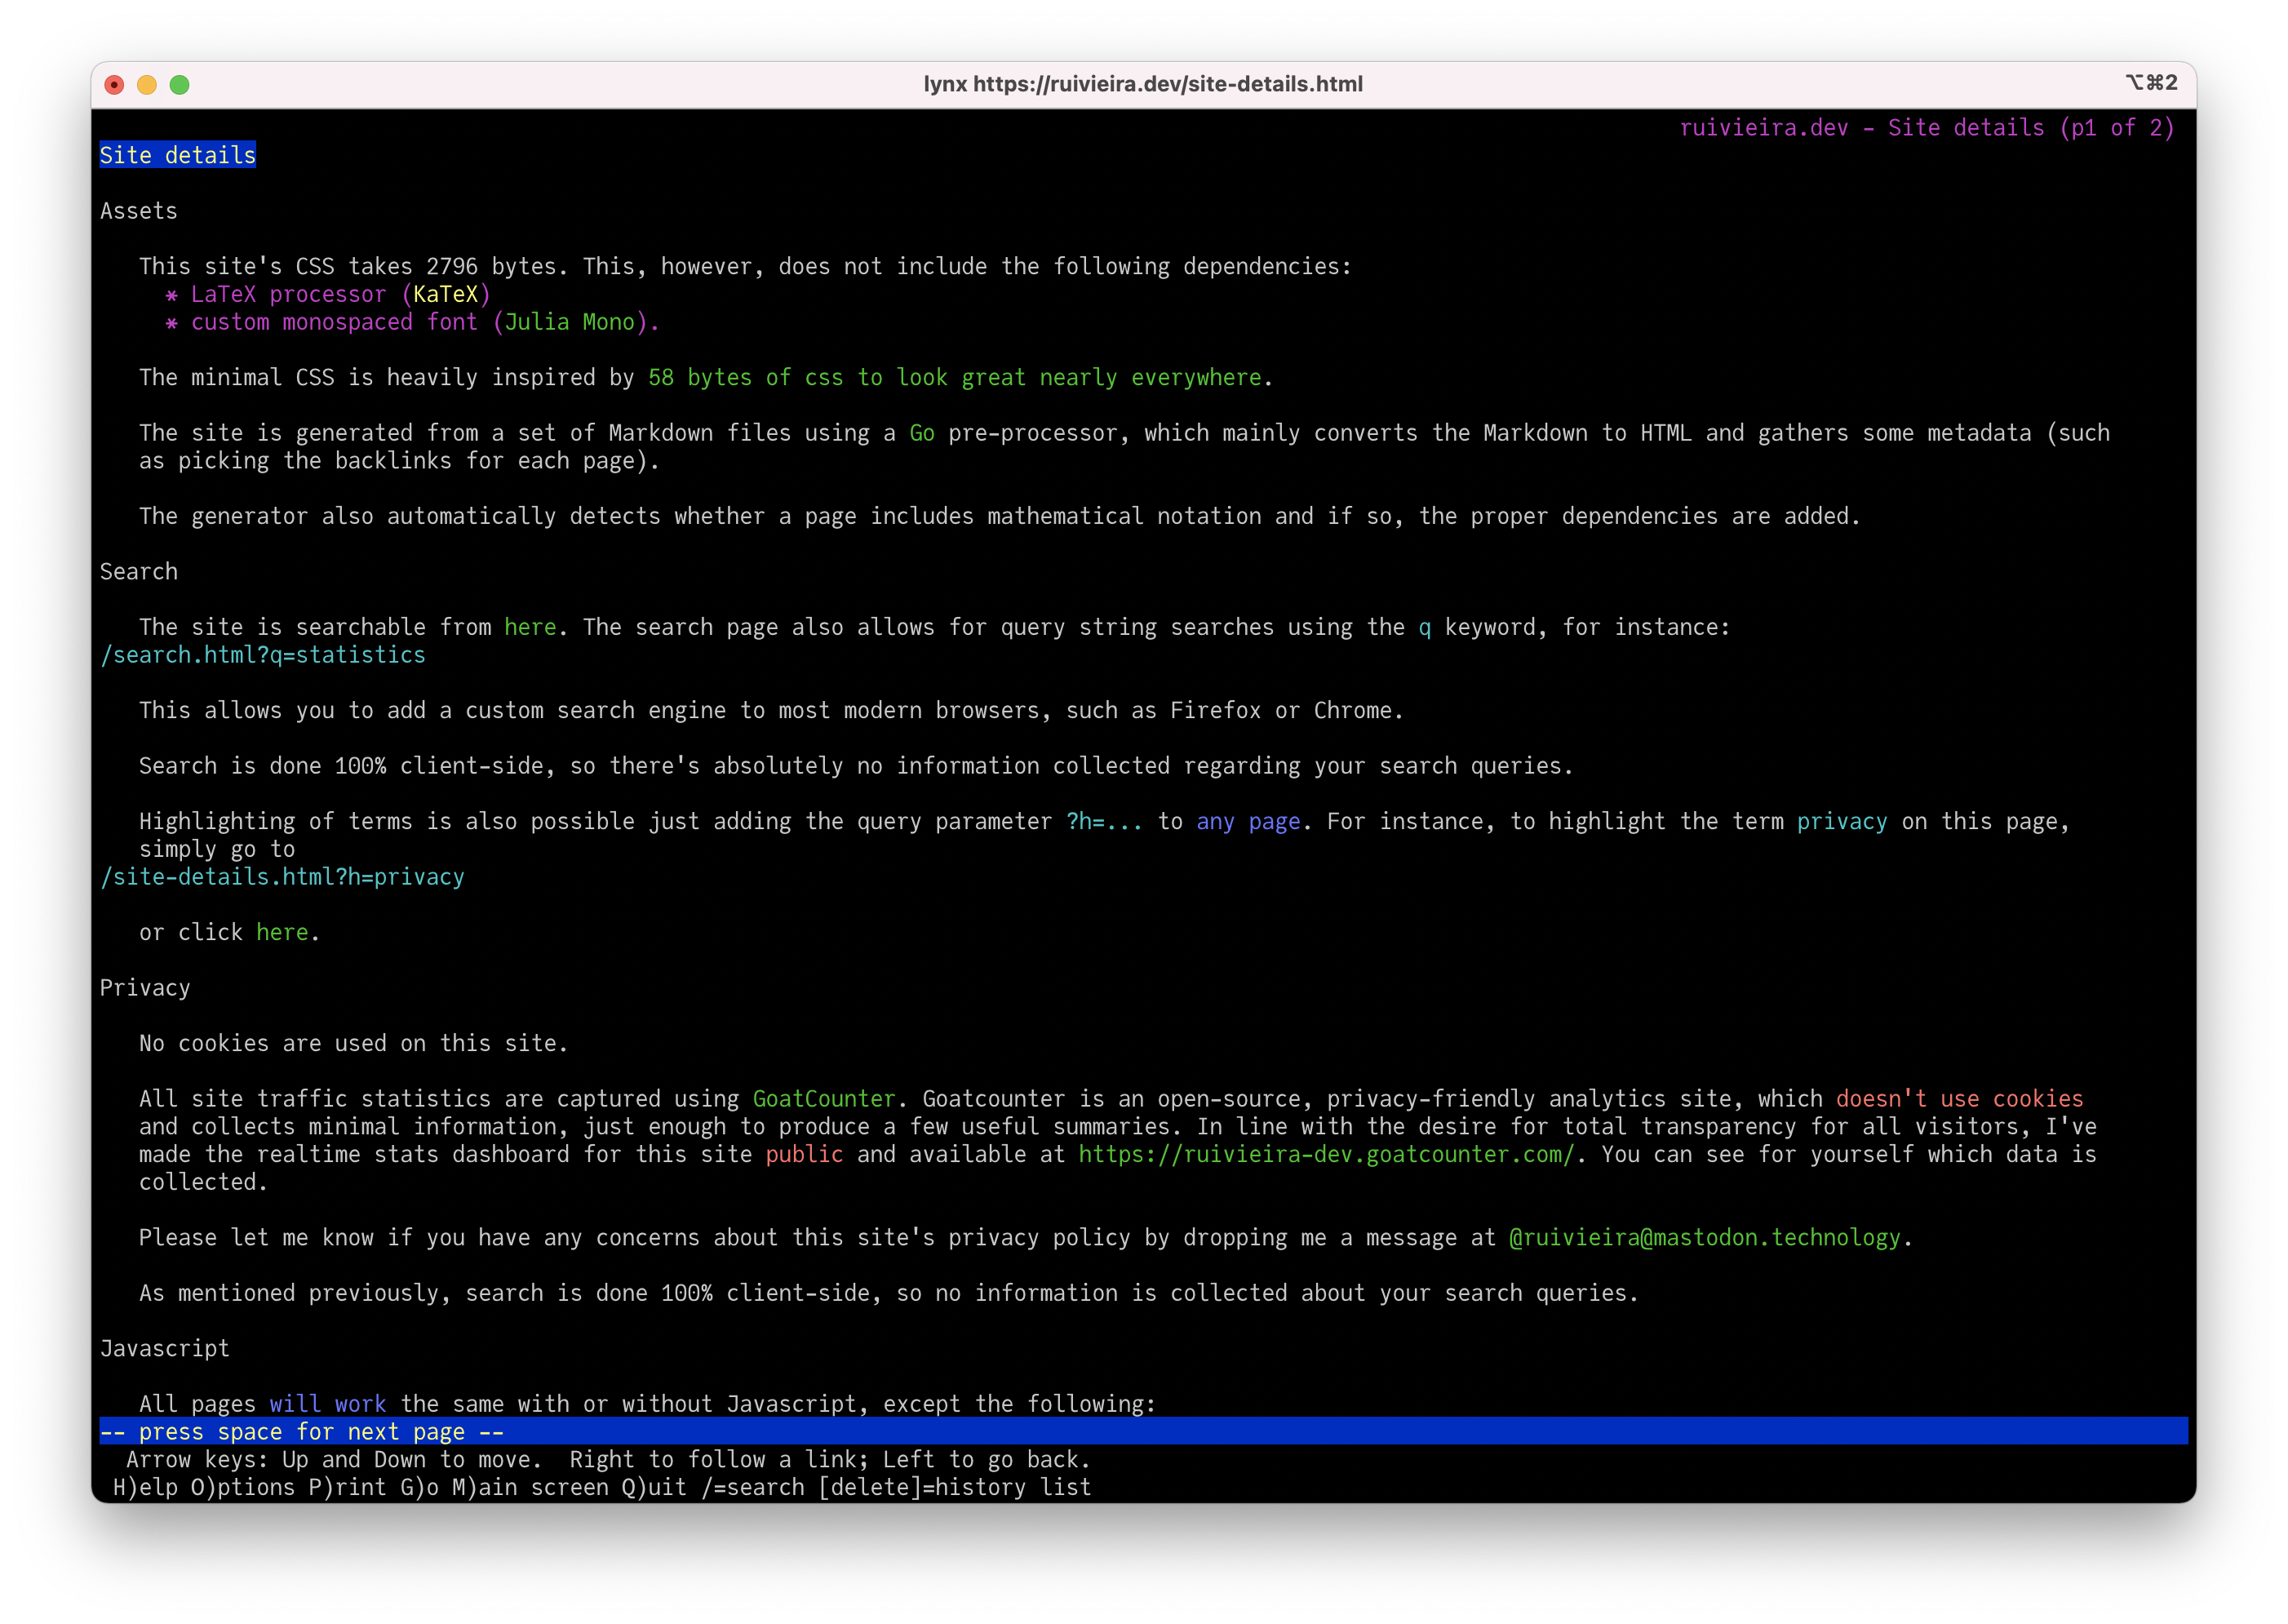 lynx https://ruivieira.dev/site-details.html
⌥⌘2
ruivieira.dev - Site details (p1 of 2)
Site details
Assets
This site's CSS takes 2796 bytes. This, however, does not include the following dependencies:
* LaTeX processor (KaTeX)
* custom monospaced font (Julia Mono).
The minimal CSS is heavily inspired by 58 bytes of css to look great nearly everywhere.
The site is generated from a set of Markdown files using a Go pre-processor, which mainly converts the Markdown to HTML and gathers some metadata (such
as picking the backlinks for each page).
The generator also automatically detects whether a page includes mathematical notation and if so, the proper dependencies are added.
Search
The site is searchable from here. The search page also allows for query string searches using the q keyword, for instance:
/search.html?q=statistics
This allows you to add a custom search engine to most modern browsers, such as Firefox or Chrome.
Search is done 100% client-side, so there's absolutely no information collected regarding your search queries.
Highlighting of terms is also possible just adding the query parameter ?h=... to any page. For instance, to highlight the term privacy on this page,
simply go to
/site-details.html?h=privacy
or click here.
Privacy
No cookies are used on this site.
All site traffic statistics are captured using GoatCounter. Goatcounter is an open-source, privacy-friendly analytics site, which doesn't use cookies
and collects minimal information, just enough to produce a few useful summaries. In line with the desire for total transparency for all visitors, I've
made the realtime stats dashboard for this site public and available at https://ruivieira-dev.goatcounter.com/. You can see for yourself which data is
collected.
Please let me know if you have any concerns about this site's privacy policy by dropping me a message at @ruivieira@mastodon.technology.
As mentioned previously, search is done 100% client-side, so no information is collected about your search queries.
Javascript
All pages will work the same with or without Javascript, except the following:
-- press space for next page --
Arrow keys: Up and Down to move.  Right to follow a link; Left to go back.
H)elp O)ptions P)rint G)o M)ain screen Q)uit /=search [delete]=history list